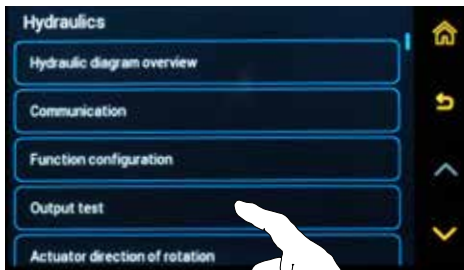 Hydraulics
Hydraulic diagram overview
Communication
Function configuration
Output test
Actuator direction of rotation